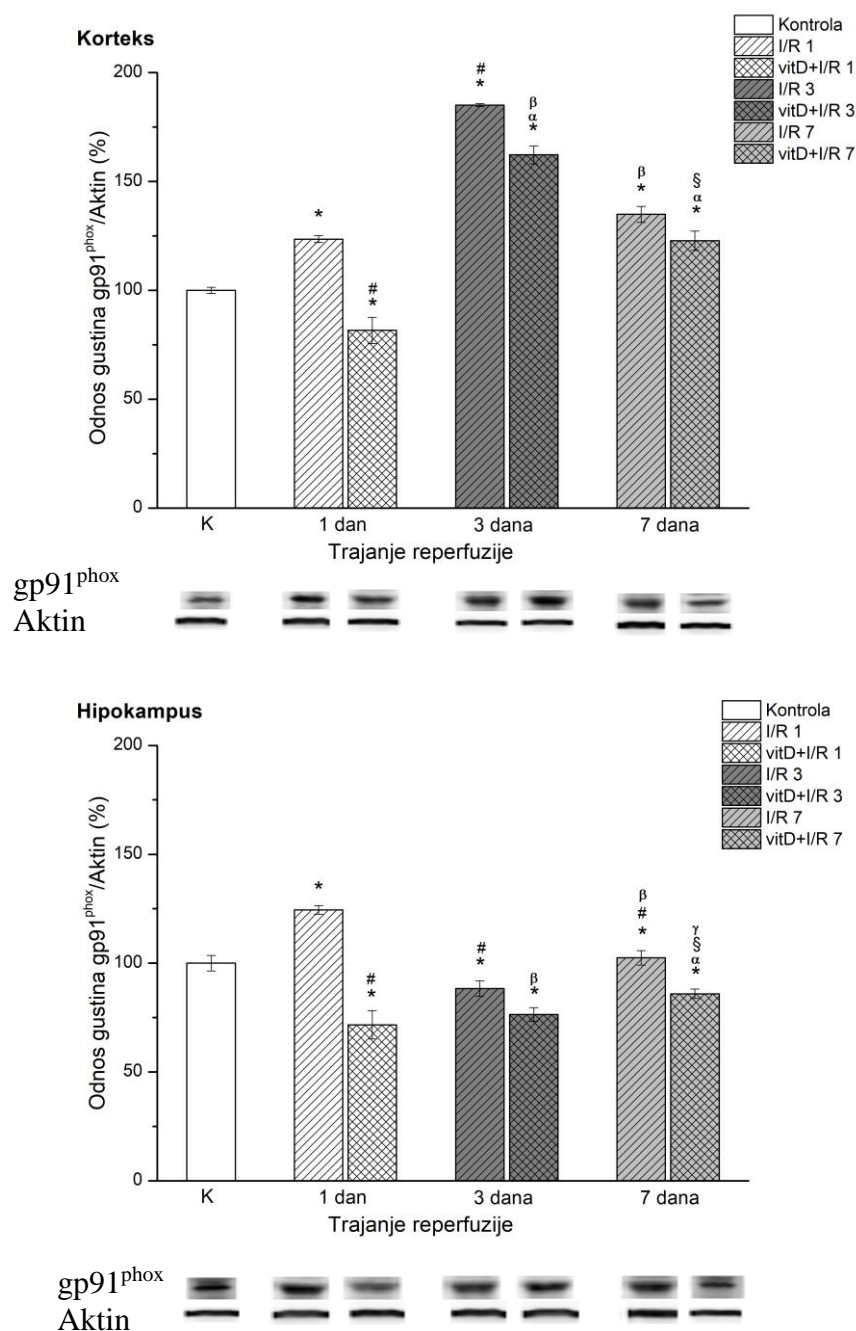 Korteks
Kontrola
I/R 1
vitD+I/R 1
I/R 3
vitD+I/R 3
I/R 7
vitD+I/R 7
Odnos gustina gp91phox/Aktin (%)
200
150
100
50
0
*
#
*
#
*
β
α
*
β
*
§
α
*
K
1 dan
3 dana
7 dana
Trajanje reperfuzije
gp91phox
Aktin
Hipokampus
Kontrola
I/R 1
vitD+I/R 1
I/R 3
vitD+I/R 3
I/R 7
vitD+I/R 7
Odnos gustina gp91phox/Aktin (%)
200
150
100
50
0
*
#
*
#
*
β
*
β
#
*
γ
§
α
*
K
1 dan
3 dana
7 dana
Trajanje reperfuzije
gp91phox
Aktin